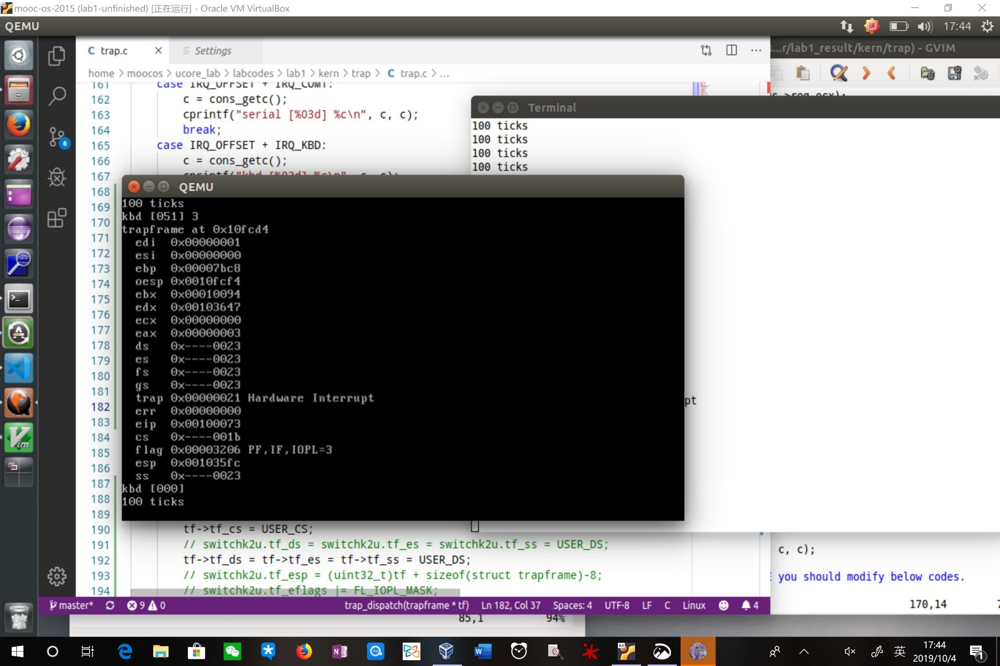 mooc-os-2015 (lab1-unfinished) [正在运行] - Oracle VM VirtualBox
QEMU
17:44
C trap.c
Settings
s...r/lab1_result/kern/trap) - GVIM
home > moocos > ucore_lab > labcodes > lab1 > kern > trap > C trap.c > ...
161 case IRQ_OFFSET + IRQ_COM1:
162 c = cons_getc();
163 cprintf("serial [%03d] %c\n", c, c);
164 break;
165 case IRQ_OFFSET + IRQ_KBD:
166 c = cons_getc();
167 cprintf("kbd [%03d] %c\n", c, c);
168
169
170
171
172
173
174
175
176
177
178
179
180
181
182
183
184
185
186
187
188
189
190 tf->tf_cs = USER_CS;
191 // switchk2u.tf_ds = switchk2u.tf_es = switchk2u.tf_ss = USER_DS;
192 tf->tf_ds = tf->tf_es = tf->tf_ss = USER_DS;
193 // switchk2u.tf_esp = (uint32_t)tf + sizeof(struct trapframe)-8;
194 // switchk2u.tf_eflags |= FL_IOPL_MASK;
6
s->reg_ecx);
Terminal
100 ticks
100 ticks
100 ticks
100 ticks
pt
QEMU
100 ticks
kbd [051] 3
trapframe at 0x10fcd4
edi 0x00000001
esi 0x00000000
ebp 0x00007bc8
oesp 0x0010fcf4
ebx 0x00010094
edx 0x00103647
ecx 0x00000000
eax 0x00000003
ds 0x----0023
es 0x----0023
fs 0x----0023
gs 0x----0023
trap 0x00000021 Hardware Interrupt
err 0x00000000
eip 0x00100073
cs 0x----001b
flag 0x00003206 PF,IF,IOPL=3
esp 0x001035fc
ss 0x----0023
kbd [000]
100 ticks
c, c);
you should modify below codes.
170,14
master* 9 0 trap_dispatch(trapframe * tf) Ln 182, Col 37 Spaces: 4 UTF-8 LF C Linux 4
85,1 94%
英
17:44
2019/10/4
1